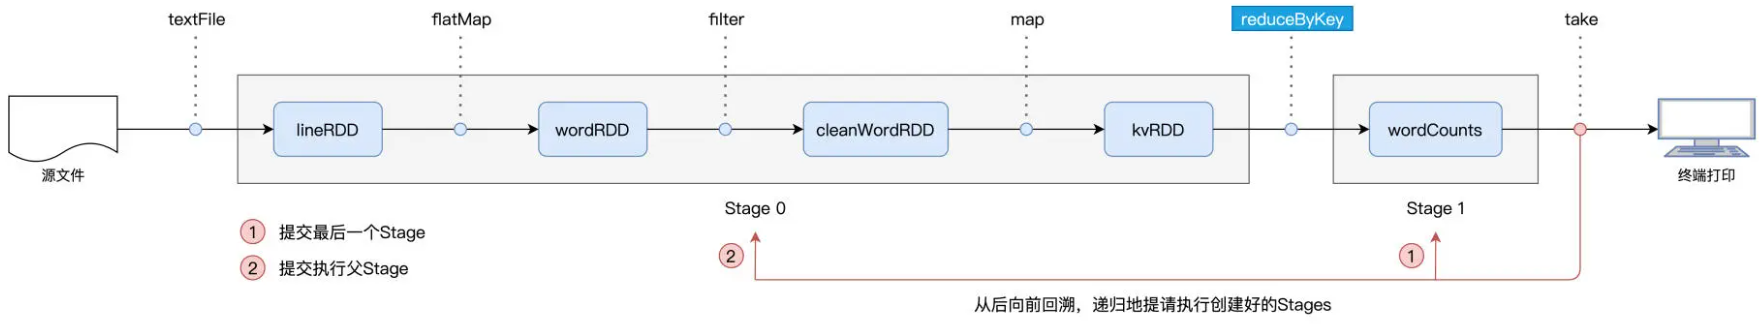 textFile
flatMap
filter
map
reduceByKey
take
lineRDD
wordRDD
cleanWordRDD
kvRDD
wordCounts
源文件
终端打印
Stage 0
Stage 1
1 提交最后一个Stage
2 提交执行父Stage
2
1
从后向前回溯，递归地提请执行创建好的Stages